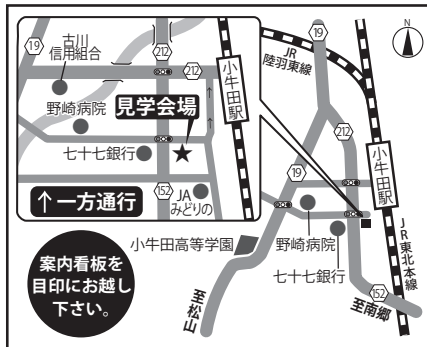 19
古川
信用組合
212
212
野崎病院
見学会場
七十七銀行
152
JA
みどりの
↑一方通行
小牛田駅
案内看板を
目印にお越し
下さい。
19
JR
陸羽東線
N
212
小牛田駅
19
野崎病院
小牛田高等学園
七十七銀行
JR東北本線
152
至松山
至南郷